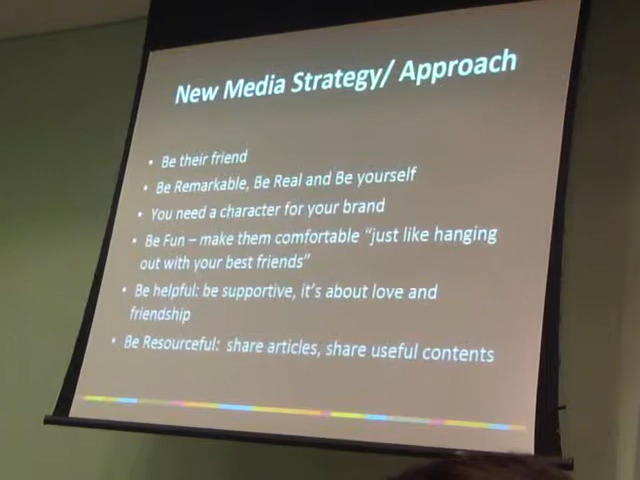 New Media Strategy/ Approach
• Be their friend
• Be Remarkable, Be Real and Be yourself
• You need a character for your brand
• Be Fun – make them comfortable “just like hanging
out with your best friends”
• Be helpful: be supportive, it’s about love and
friendship
• Be Resourceful: share articles, share useful contents